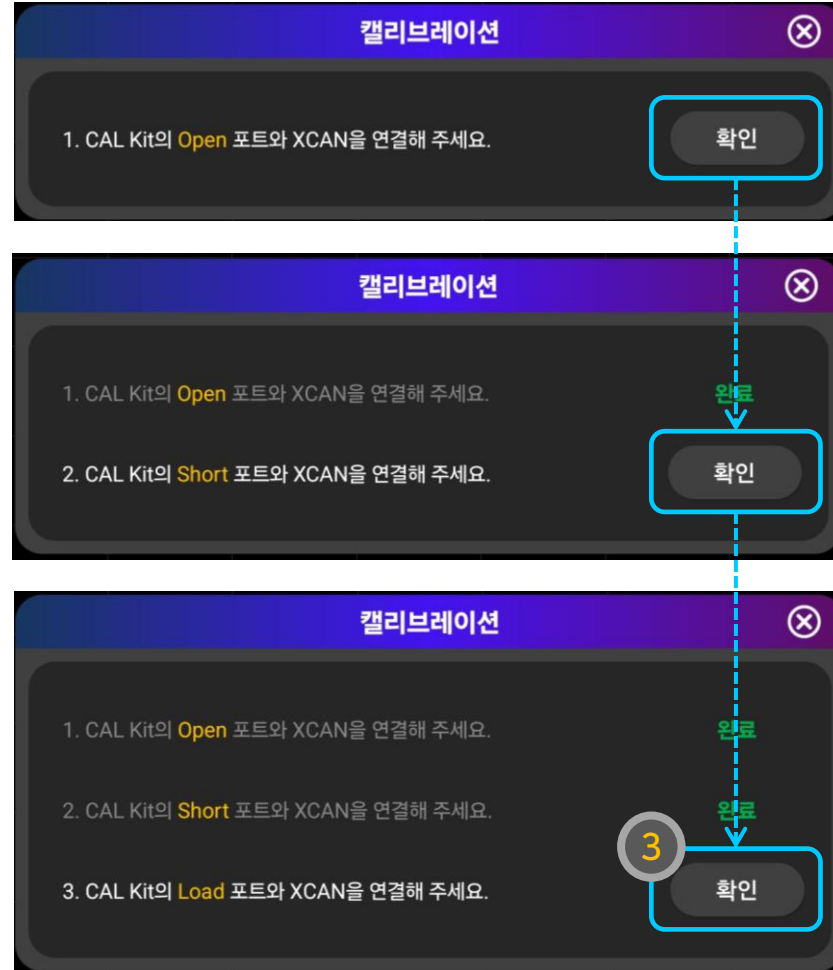 캘리브레이션
1. CAL Kit의 Open 포트와 XCAN을 연결해 주세요. 확인
캘리브레이션
1. CAL Kit의 Open 포트와 XCAN을 연결해 주세요. 완료
2. CAL Kit의 Short 포트와 XCAN을 연결해 주세요. 확인
캘리브레이션
1. CAL Kit의 Open 포트와 XCAN을 연결해 주세요. 완료
2. CAL Kit의 Short 포트와 XCAN을 연결해 주세요. 완료
3
3. CAL Kit의 Load 포트와 XCAN을 연결해 주세요. 확인